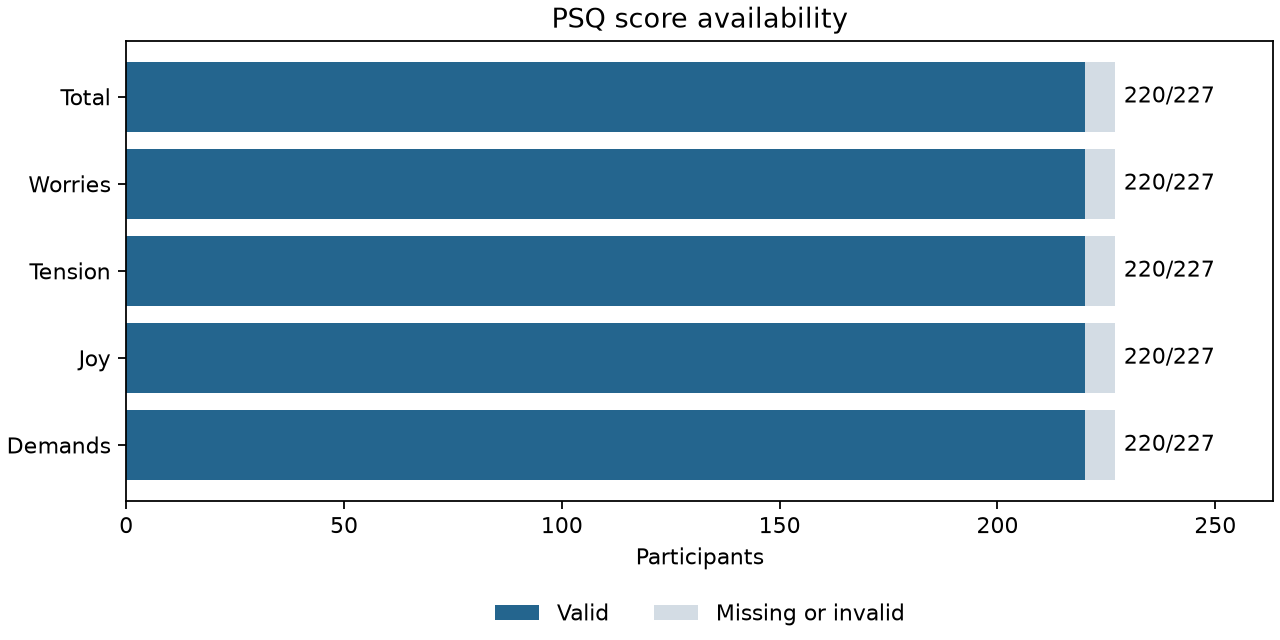 PSQ score availability
Total 220/227
Worries 220/227
Tension 220/227
Joy 220/227
Demands 220/227
0 50 100 150 200 250
Participants
Valid Missing or invalid